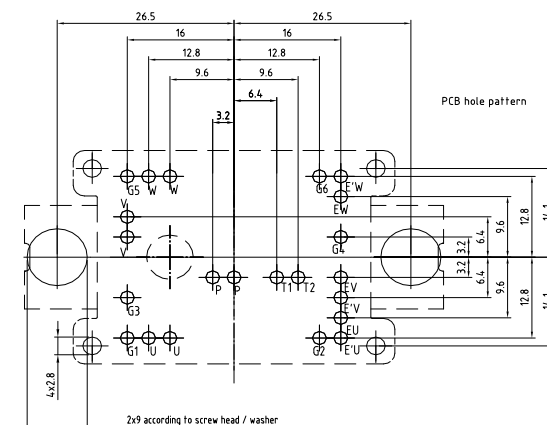 26.5 26.5
16 16
12.8 12.8
9.6 9.6
6.4
3.2
PCB hole pattern
G5 W W G6 E'W
EW
V
V G4
12.8
9.6
6.4
3.2
P P T1 T2 EV
3.2
6.4
9.6
12.8
G3 E'V
EU
G1 U U G2 E'U
4x2.8
2x9 according to screw head / washer